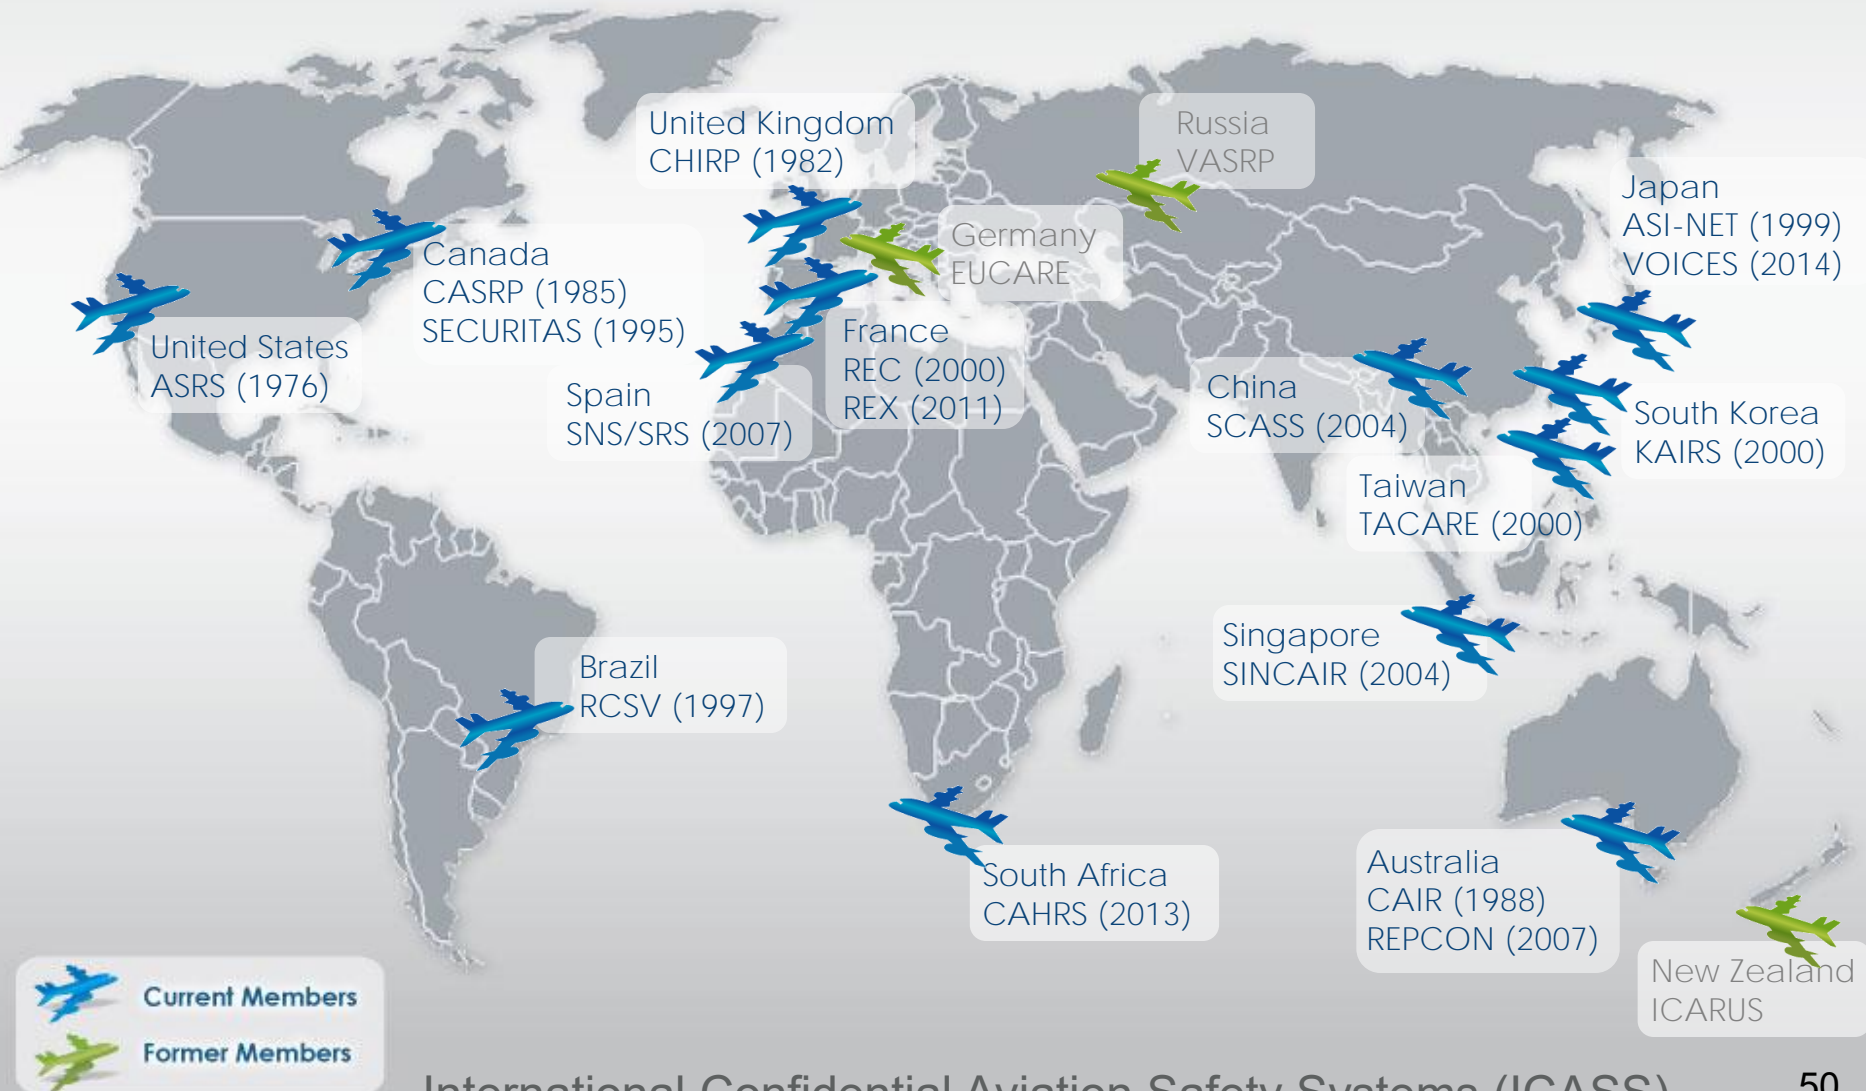 United Kingdom
CHIRP (1982)
Russia
VASRP
Japan
ASI-NET (1999)
VOICES (2014)
Canada
CASRP (1985)
SECURITAS (1995)
Germany
EUCARE
United States
ASRS (1976)
France
REC (2000)
REX (2011)
Spain
SNS/SRS (2007)
China
SCASS (2004)
South Korea
KAIRS (2000)
Taiwan
TACARE (2000)
Singapore
SINCAIR (2004)
Brazil
RCSV (1997)
South Africa
CAHRS (2013)
Australia
CAIR (1988)
REPCON (2007)
New Zealand
ICARUS
Current Members
Former Members
International Confidential Aviation Safety Systems (ICASS)
50